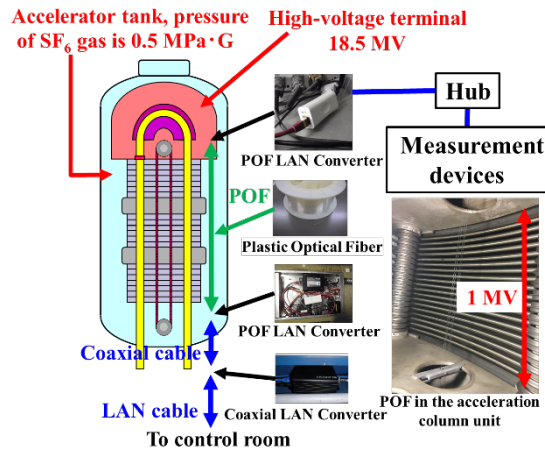 Accelerator tank, pressure
of SF6 gas is 0.5 MPa・G
High-voltage terminal
18.5 MV
POF LAN Converter
Hub
Measurement
devices
POF
Plastic Optical Fiber
POF LAN Converter
1 MV
Coaxial cable
POF in the acceleration
column unit
LAN cable
Coaxial LAN Converter
To control room